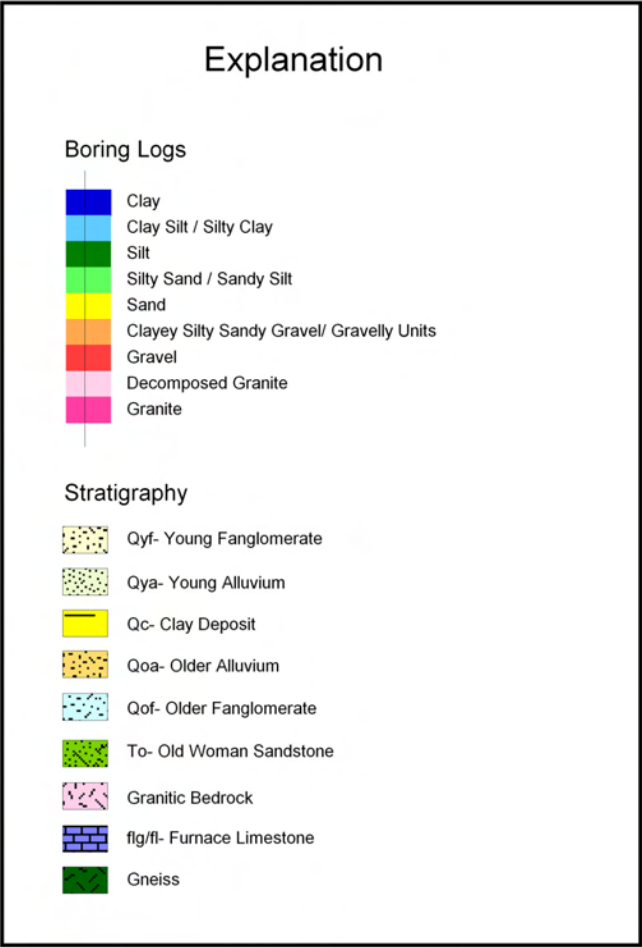 Explanation
Boring Logs
Clay
Clay Silt / Silty Clay
Silt
Silty Sand / Sandy Silt
Sand
Clayey Silty Sandy Gravel/ Gravelly Units
Gravel
Decomposed Granite
Granite
Stratigraphy
Qyf- Young Fanglomerate
Qya- Young Alluvium
Qc- Clay Deposit
Qoa- Older Alluvium
Qof- Older Fanglomerate
To- Old Woman Sandstone
Granitic Bedrock
flg/fl- Furnace Limestone
Gneiss